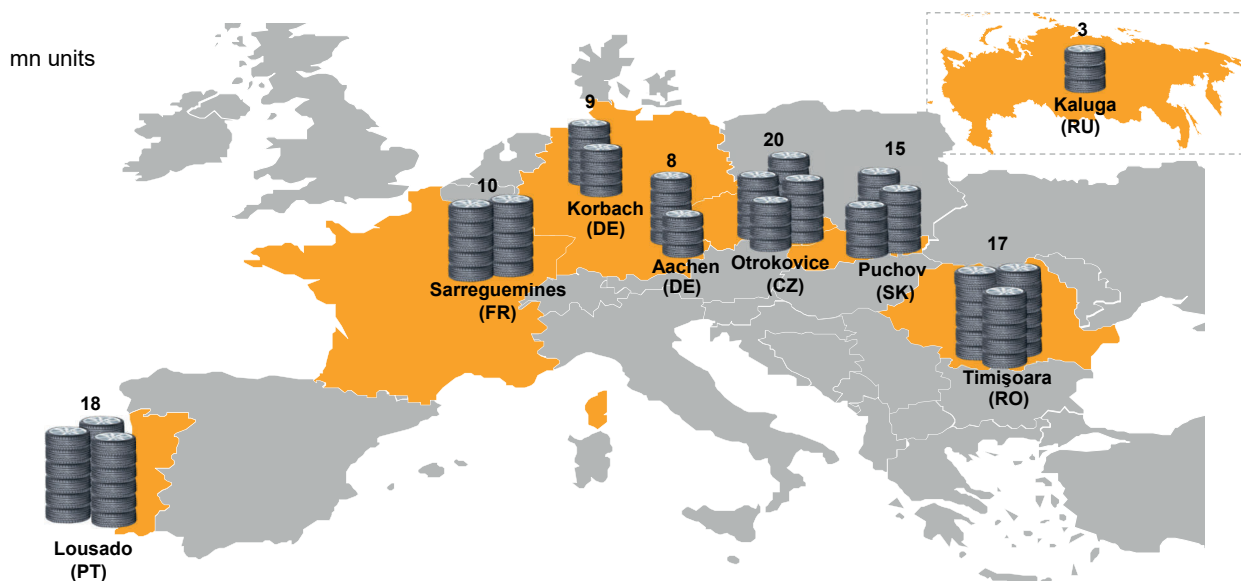 mn units
3
Kaluga
(RU)
9
Korbach
(DE)
8
Aachen
(DE)
20
Otrokovice
(CZ)
15
Puchov
(SK)
10
Sarreguemines
(FR)
17
Timişoara
(RO)
18
Lousado
(PT)